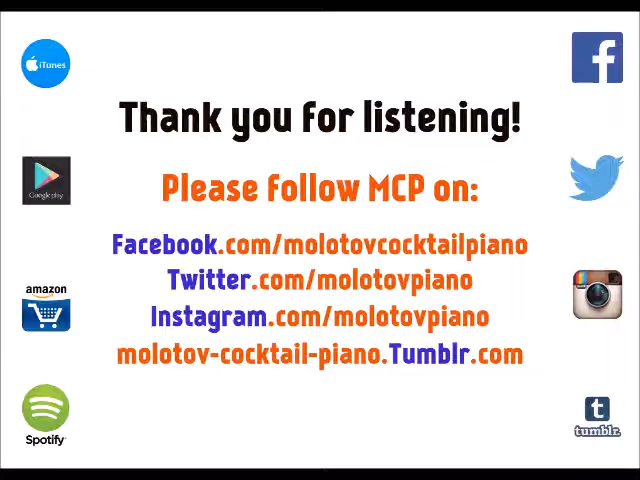 iTunes
Thank you for listening!
Google play
Please follow MCP on:
Facebook.com/molotovcocktailpiano
Twitter.com/molotovpiano
amazon
Instagram.com/molotovpiano
molotov-cocktail-piano.Tumblr.com
Spotify
tumblr.